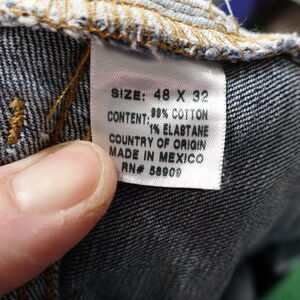 SIZE: 48 X 32
CONTENT: 99% COTTON
1% ELASTANE
COUNTRY OF ORIGIN
MADE IN MEXICO
RN# 58909